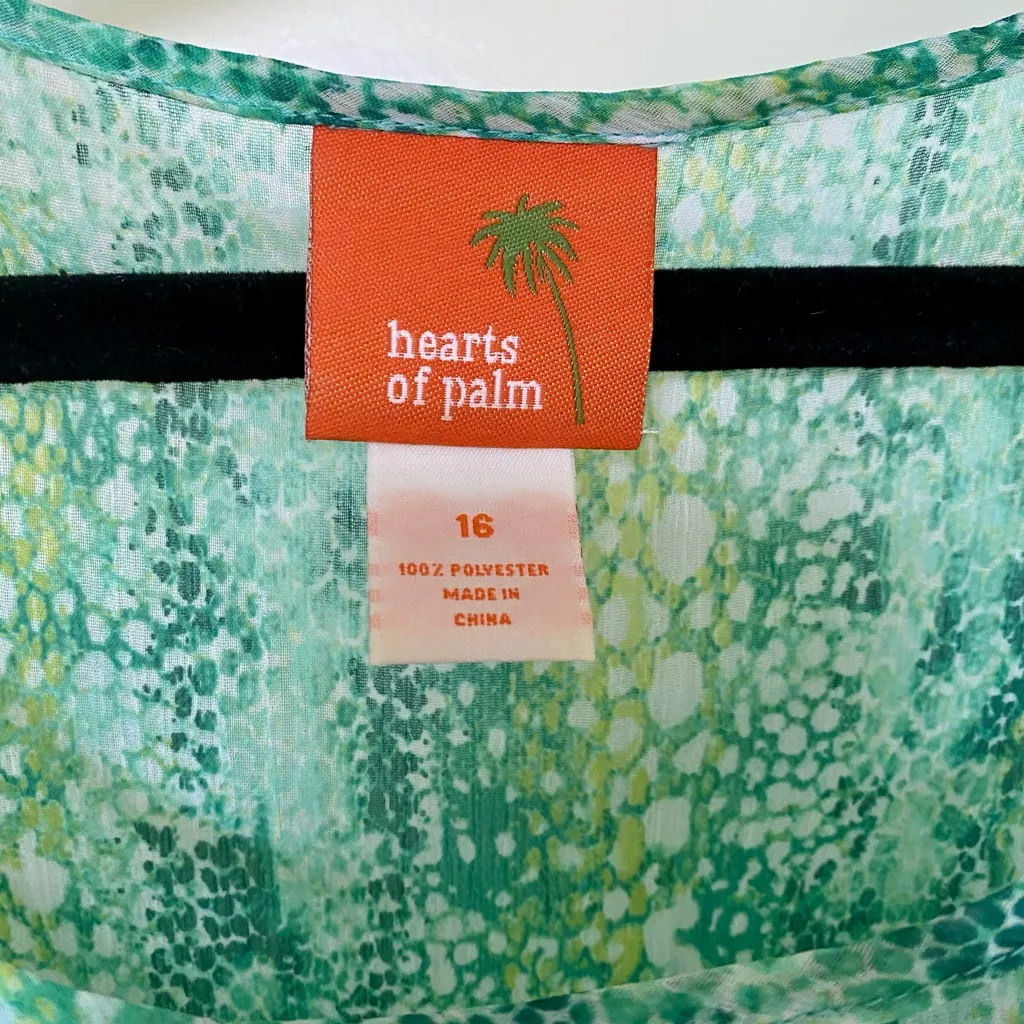 hearts
of palm
16
100% POLYESTER
MADE IN
CHINA